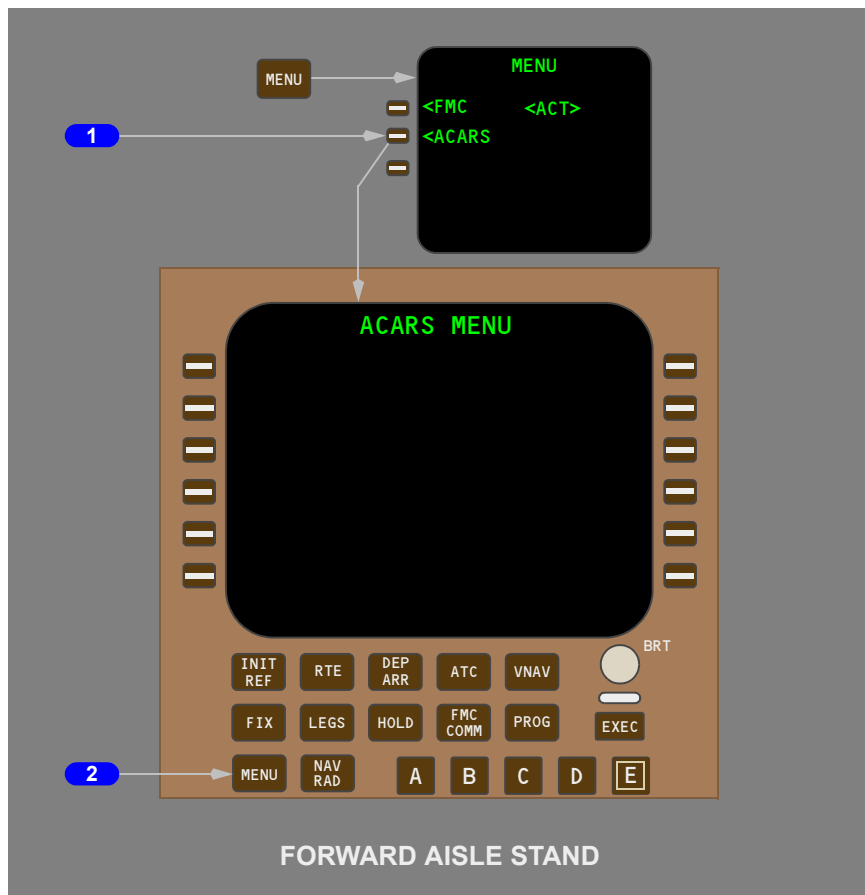 MENU
MENU
<FMC <ACT>
1
<ACARS
ACARS MENU
BRT
INIT
REF
RTE
DEP
ARR
ATC
VNAV
FIX
LEGS
HOLD
FMC
COMM
PROG
EXEC
2
MENU
NAV
RAD
A
B
C
D
E
FORWARD AISLE STAND